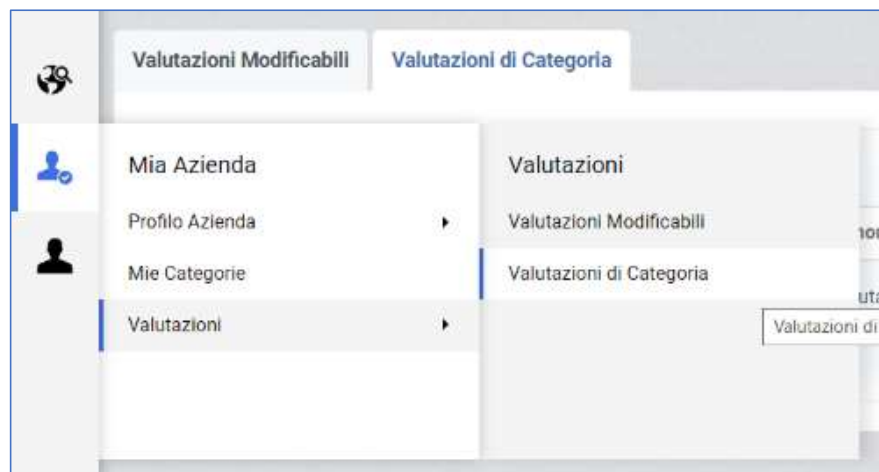 Valutazioni Modificabili
Valutazioni di Categoria
Mia Azienda
Profilo Azienda
Mie Categorie
Valutazioni
Valutazioni
Valutazioni Modificabili
Valutazioni di Categoria
Valutazioni di